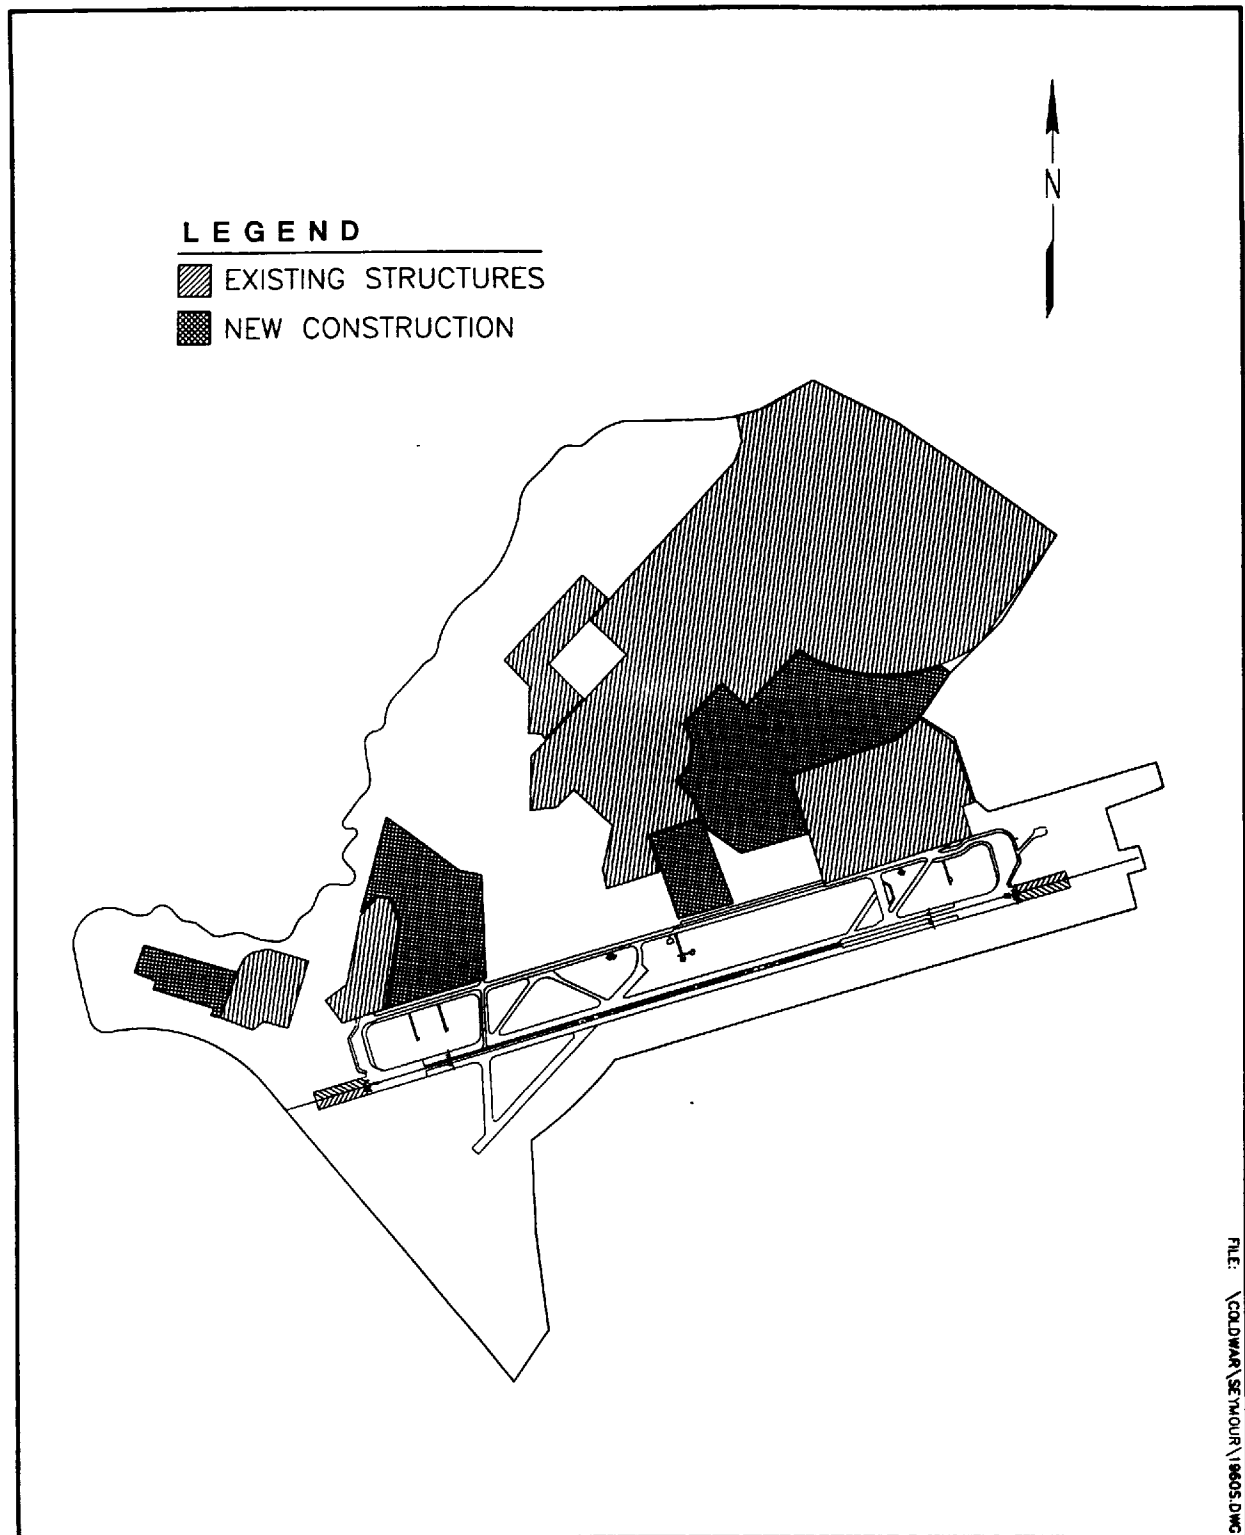 N
LEGEND
EXISTING STRUCTURES
NEW CONSTRUCTION
FILE: \COLDWAR\SEYMOUR\1960S.DWG